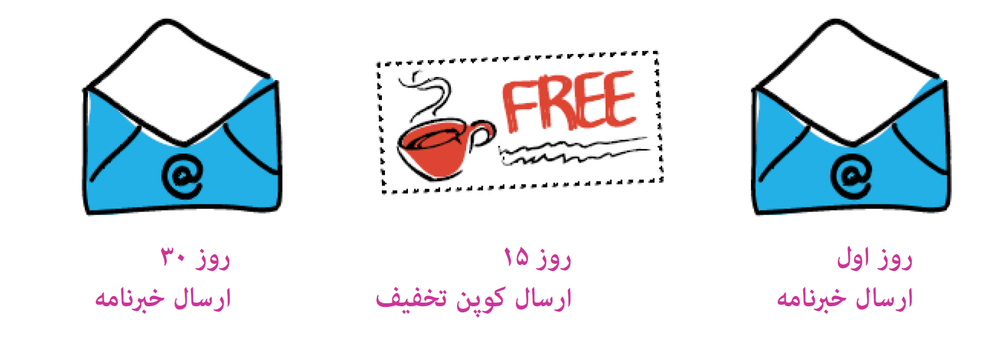 روز اول
ارسال خبرنامه
FREE
روز ۱۵
ارسال کوپن تخفیف
روز ۳۰
ارسال خبرنامه
@
@